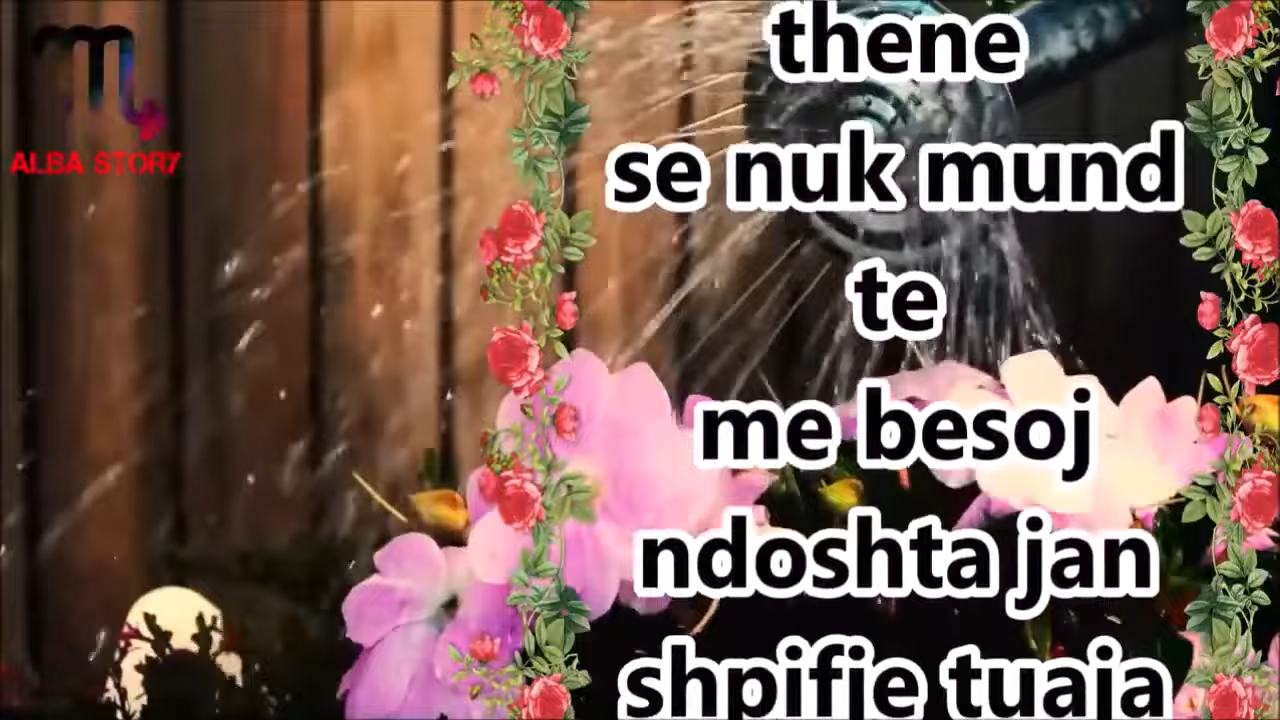 ALBA STORY
thene
se nuk mund
te
me besoj
ndoshta jan
shpifje tuaja